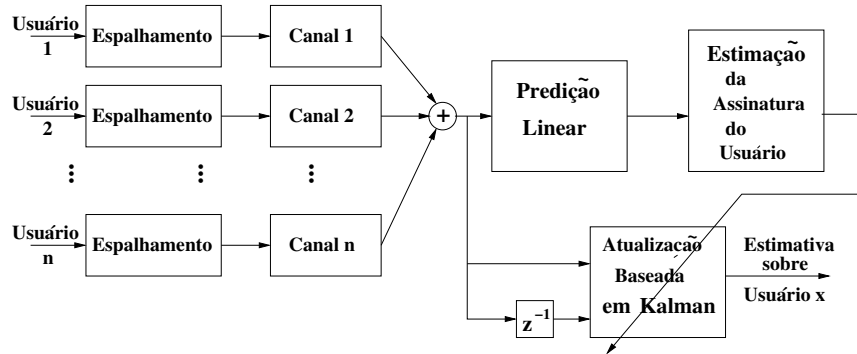 Usuário
1
Espalhamento
Canal 1
Usuário
2
Espalhamento
Canal 2
Usuário
n
Espalhamento
Canal n
+
Predição
Linear
Estimação
da
Assinatura
do
Usuário
z⁻¹
Atualização
Baseada
em Kalman
Estimativa
sobre
Usuário x